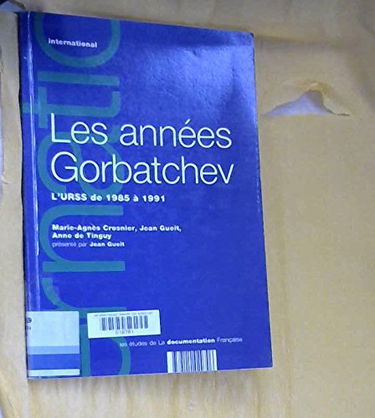 international
Les années
Gorbatchev
L'URSS de 1985 à 1991
Marie-Agnès Crosnier, Jean Gueit,
Anne de Tinguy
présenté par Jean Gueit
les études de La documentation Française